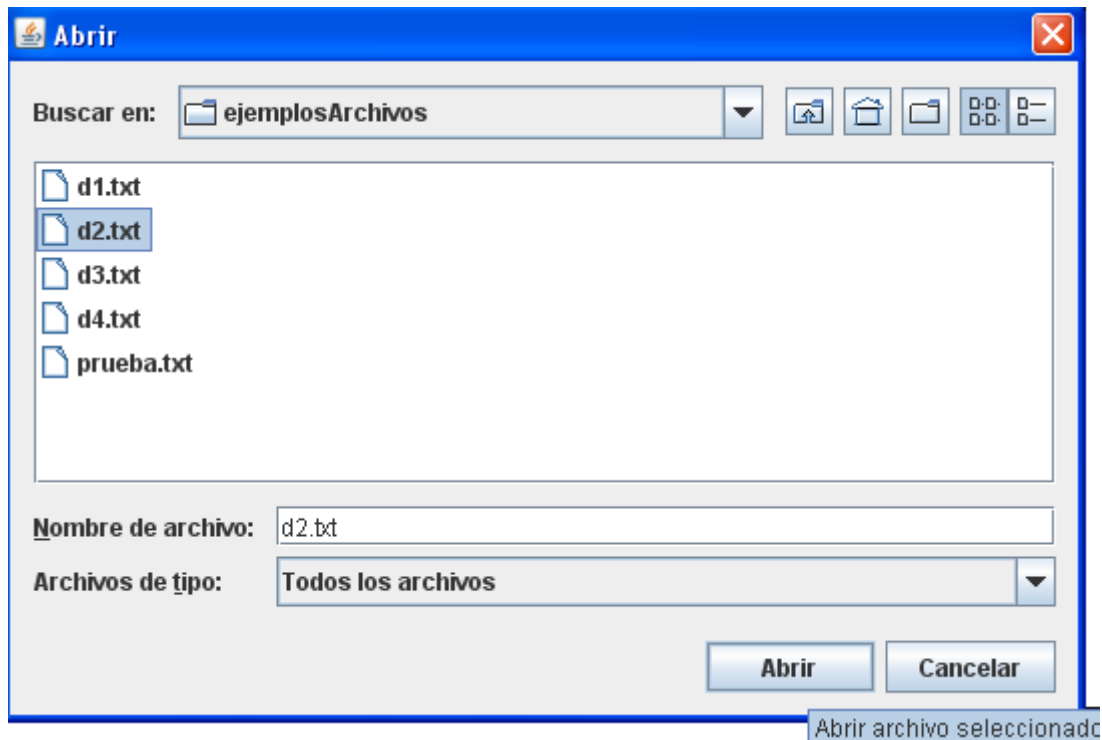 Abrir
Buscar en: ejemplosArchivos
d1.txt
d2.txt
d3.txt
d4.txt
prueba.txt
Nombre de archivo: d2.txt
Archivos de tipo: Todos los archivos
Abrir Cancelar
Abrir archivo seleccionado